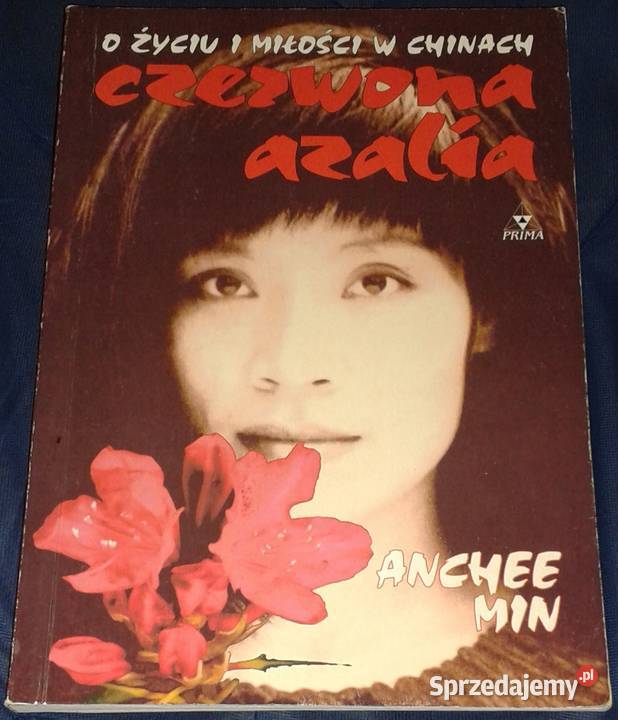 O ŻYCIU I MIŁOŚCI W CHINACH
czerwona
azalia
PRIMA
ANCHEE
MIN
Sprzedajemy.pl